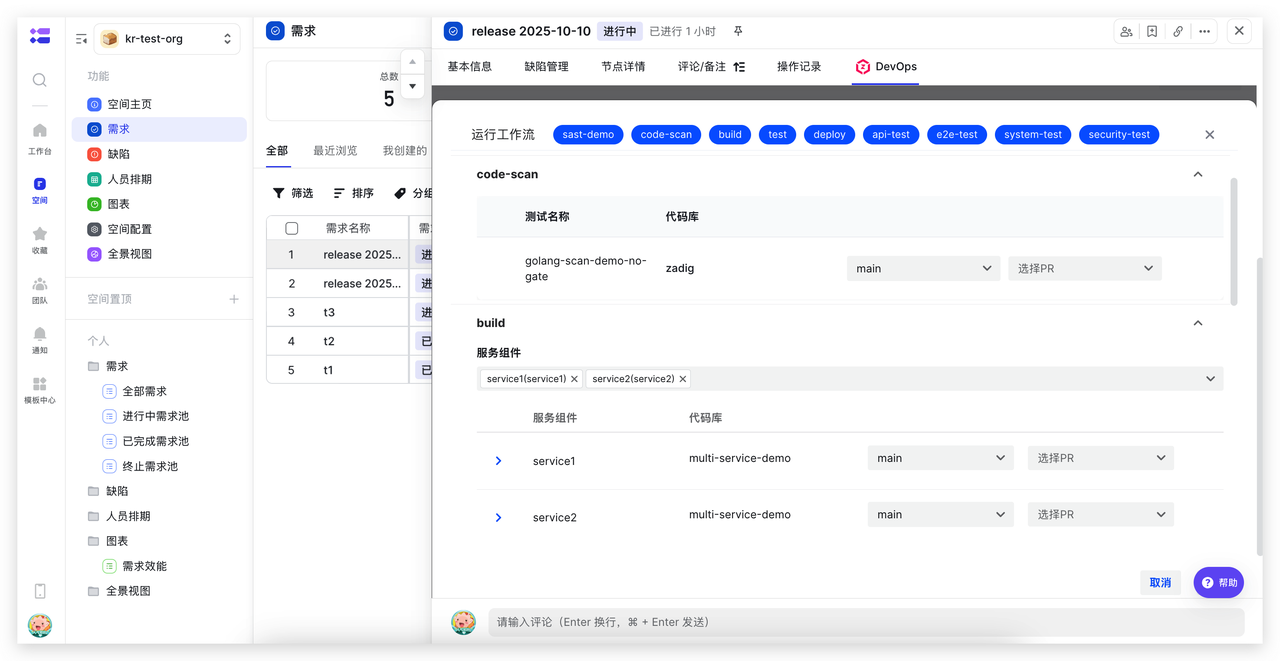 工作台
空间
收藏
团队
通知
模板中心
kr-test-org
功能
空间主页
需求
缺陷
人员排期
图表
空间配置
全景视图
空间置顶
个人
需求
全部需求
进行中需求池
已完成需求池
终止需求池
缺陷
人员排期
图表
需求效能
全景视图
需求
总数
5
全部 最近浏览 我创建的
筛选 排序 分组
需求名称
1 release 2025... 进
2 release 2025... 进
3 t3 进
4 t2 已
5 t1 已
release 2025-10-10 进行中 已进行 1 小时
基本信息 缺陷管理 节点详情 评论/备注 操作记录 DevOps
运行工作流 sast-demo code-scan build test deploy api-test e2e-test system-test security-test
code-scan
测试名称 代码库
golang-scan-demo-no-
gate
zadig main 选择PR
build
服务组件
service1(service1) service2(service2)
服务组件 代码库
service1 multi-service-demo main 选择PR
service2 multi-service-demo main 选择PR
取消 帮助
请输入评论（Enter 换行，⌘ + Enter 发送）